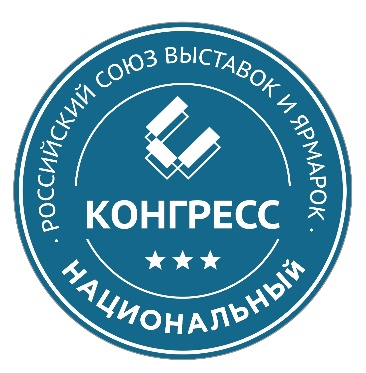 · РОССИЙСКИЙ СОЮЗ ВЫСТАВОК И ЯРМАРОК ·
КОНГРЕСС
НАЦИОНАЛЬНЫЙ